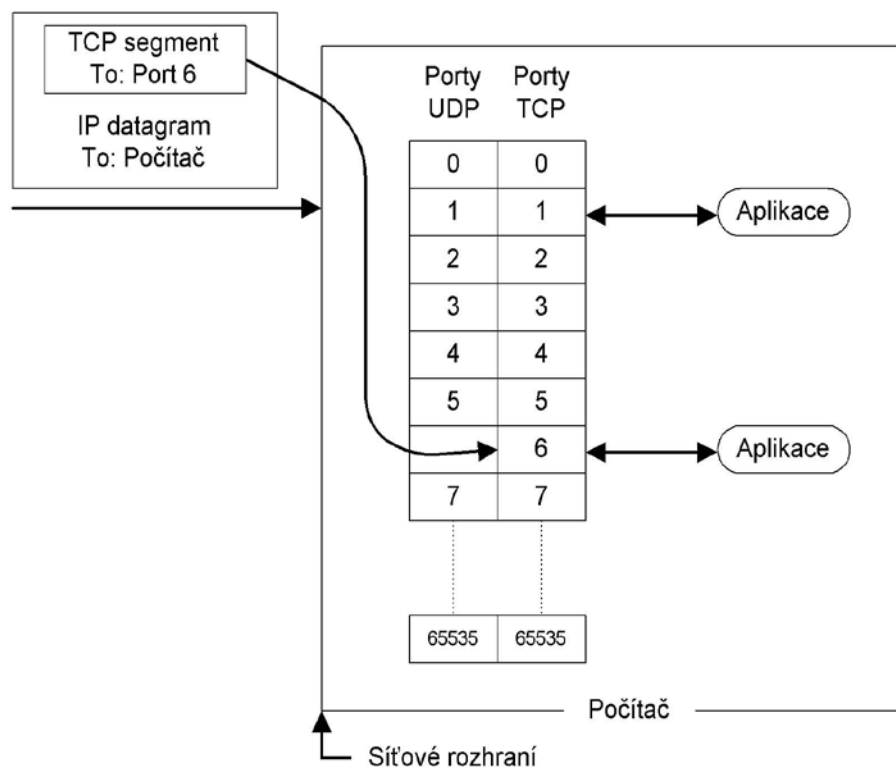 TCP segment
To: Port 6
IP datagram
To: Počítač
Porty
UDP
Porty
TCP
0 0
1 1
Aplikace
2 2
3 3
4 4
5 5
6
Aplikace
7 7
65535 65535
Počítač
Síťové rozhraní